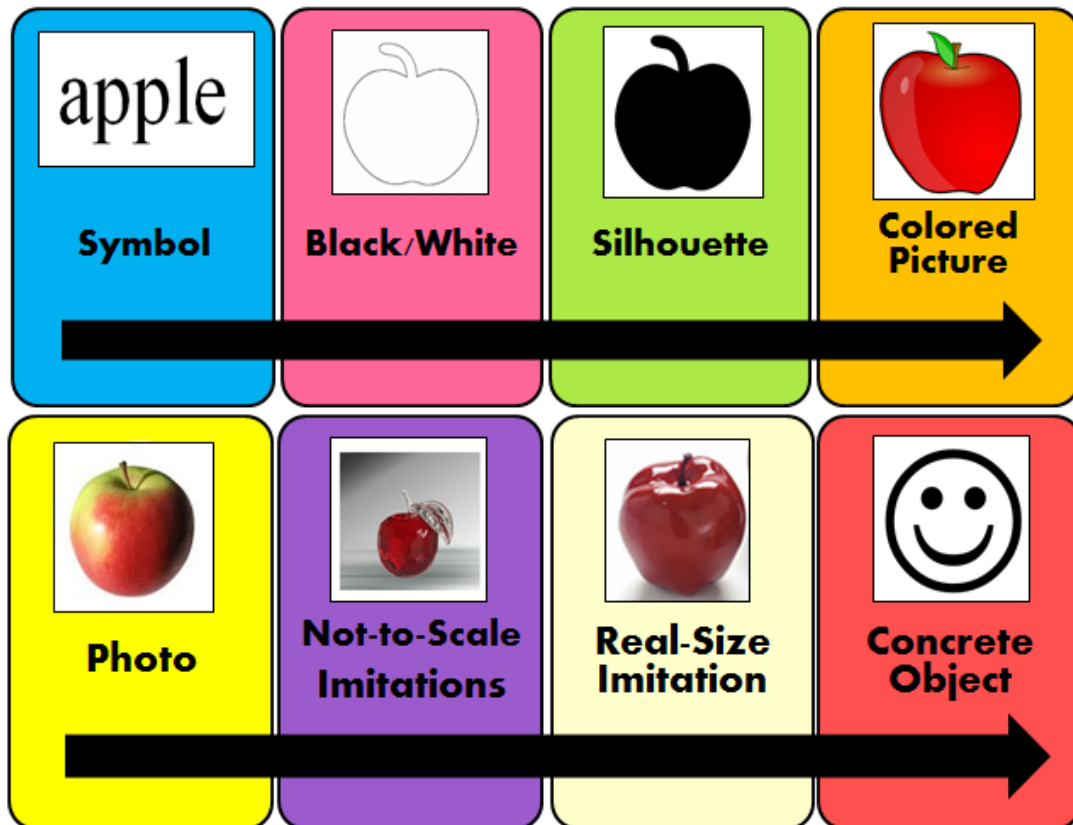 apple
Symbol
Black/White
Silhouette
Colored
Picture
Photo
Not-to-Scale
Imitations
Real-Size
Imitation
Concrete
Object